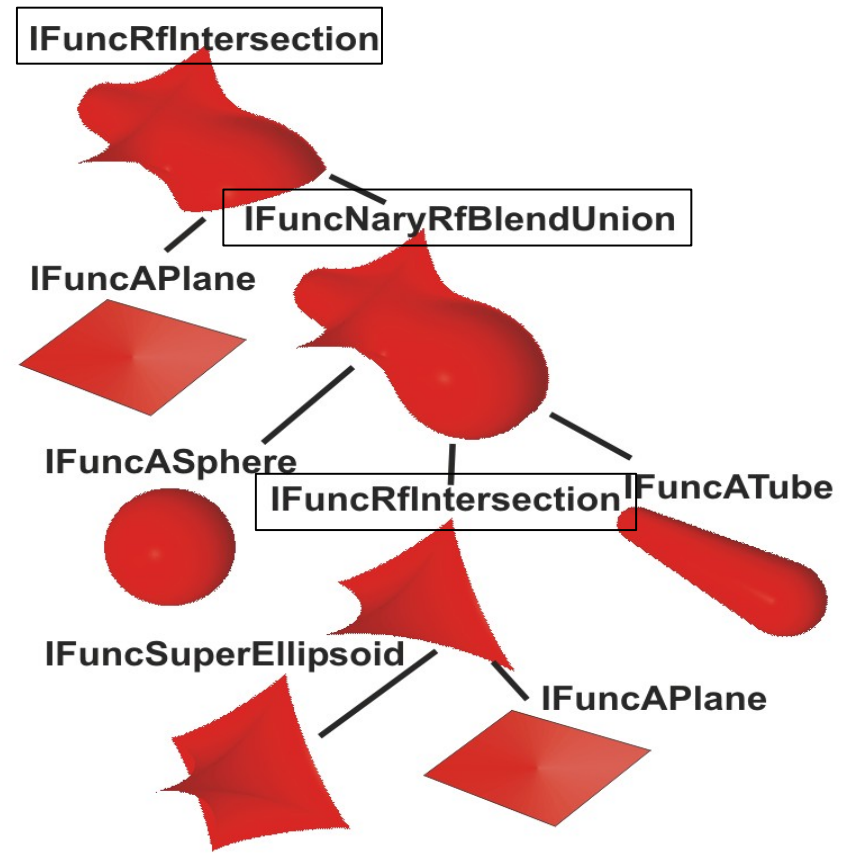 IFuncRfIntersection
IFuncNaryRfBlendUnion
IFuncAPlane
IFuncASphere
IFuncRfIntersection
IFuncATube
IFuncSuperEllipsoid
IFuncAPlane